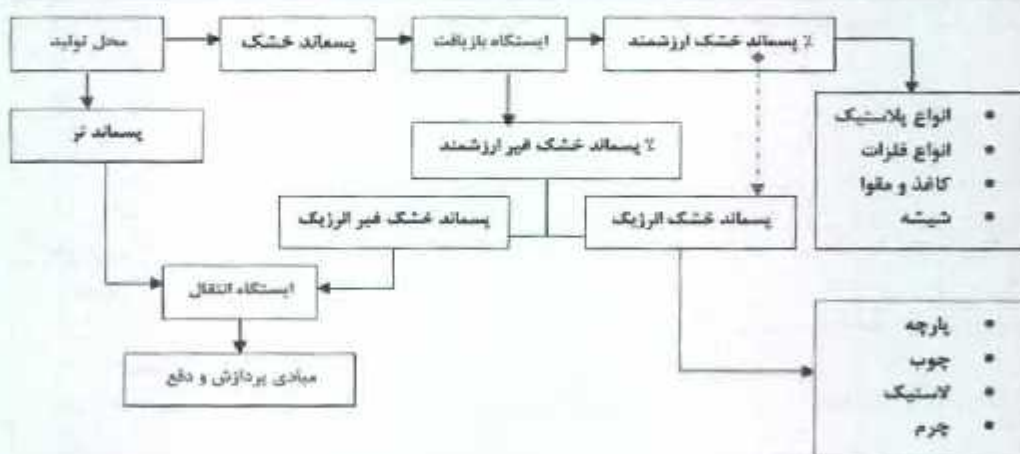 محل تولید
پسماند خشک
ایستگاه بازیافت
٪ پسماند خشک ارزشمند
پسماند تر
٪ پسماند خشک غیر ارزشمند
• انواع پلاستیک
• انواع فلزات
• کاغذ و مقوا
• شیشه
پسماند خشک غیر انرژیک
پسماند خشک انرژیک
ایستگاه انتقال
مبادی پردازش و دفع
• پارچه
• چوب
• لاستیک
• چرم